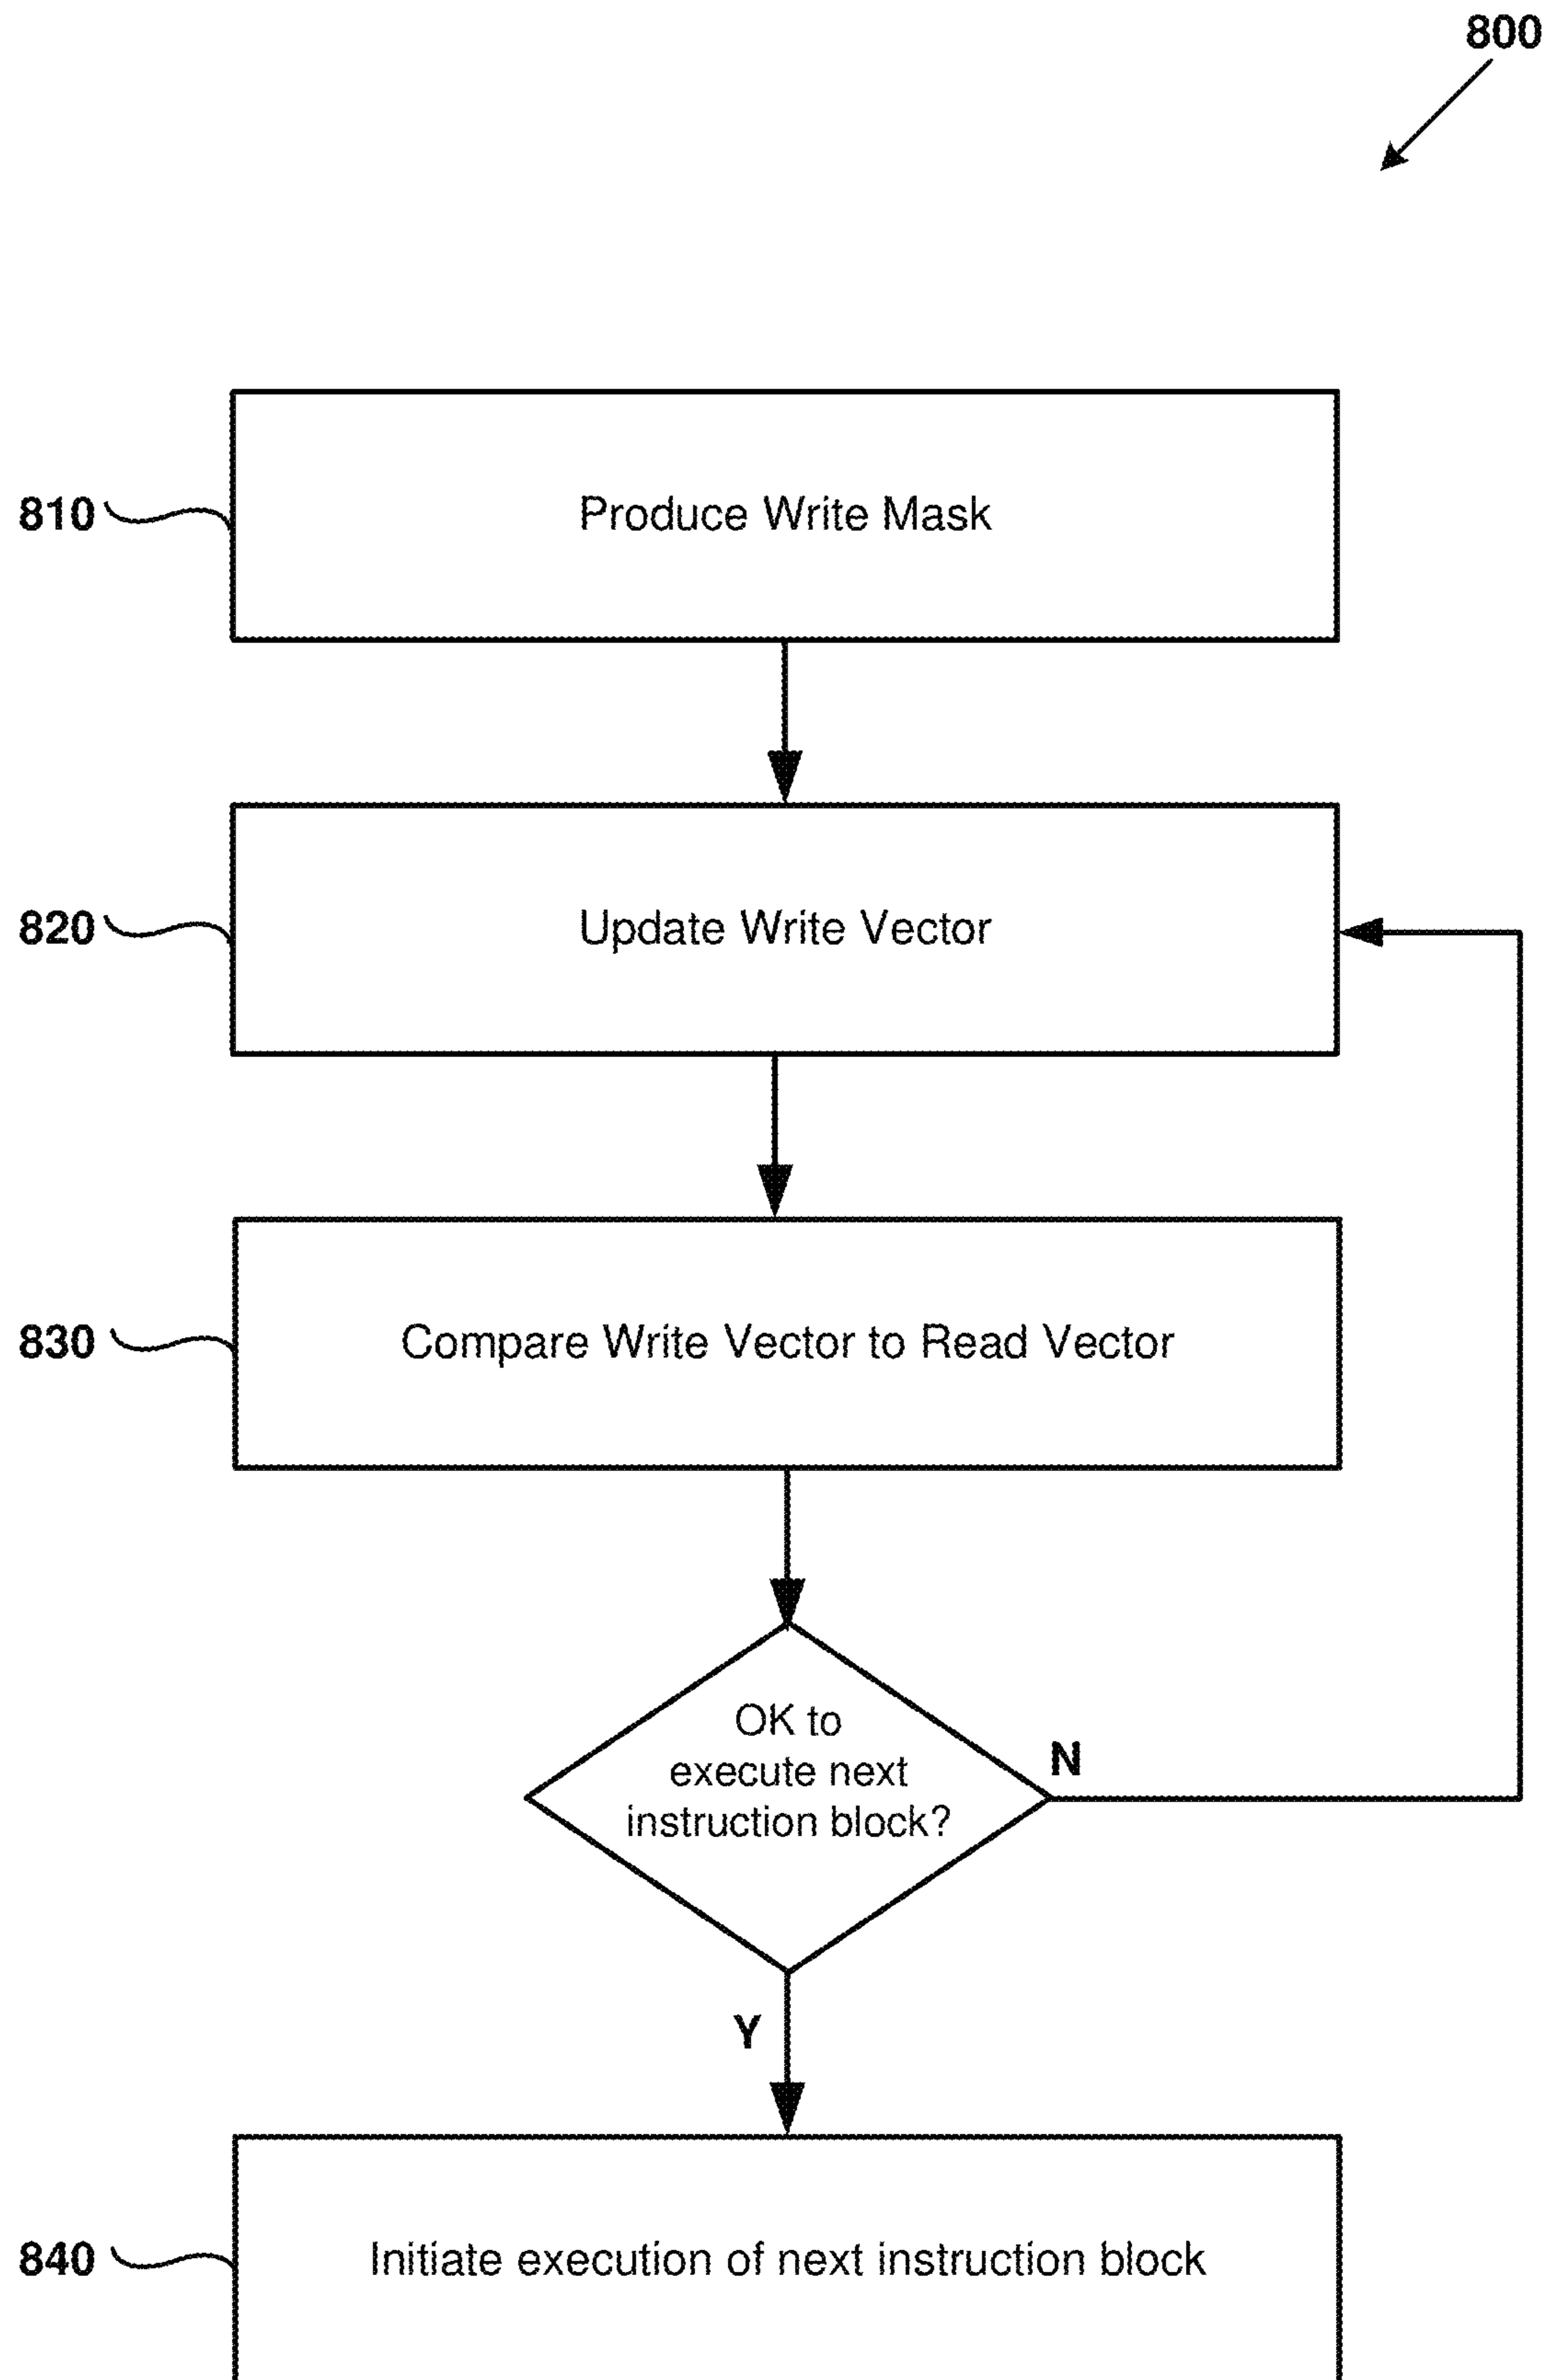 800
810
Produce Write Mask
820
Update Write Vector
830
Compare Write Vector to Read Vector
OK to
execute next
instruction block?
N
Y
840
Initiate execution of next instruction block